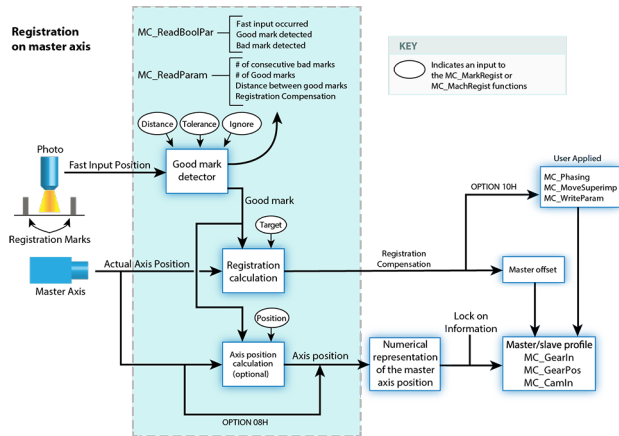 Registration
on master axis
MC_ReadBoolPar
Fast input occurred
Good mark detected
Bad mark detected
MC_ReadParam
# of consecutive bad marks
# of Good marks
Distance between good marks
Registration Compensation
KEY
Indicates an input to
the MC_MarkRegist or
MC_MachRegist functions
Distance
Tolerance
Ignore
Photo
Fast Input Position
Good mark
detector
User Applied
MC_Phasing
MC_MoveSuperimp
MC_WriteParam
OPTION 10H
Good mark
Registration Marks
Target
Actual Axis Position
Registration
calculation
Registration
Compensation
Master offset
Master Axis
Position
Lock on
Information
Axis position
calculation
(optional)
Axis position
Numerical
representation
of the master
axis position
Master/slave profile
MC_GearIn
MC_GearPos
MC_CamIn
OPTION 08H